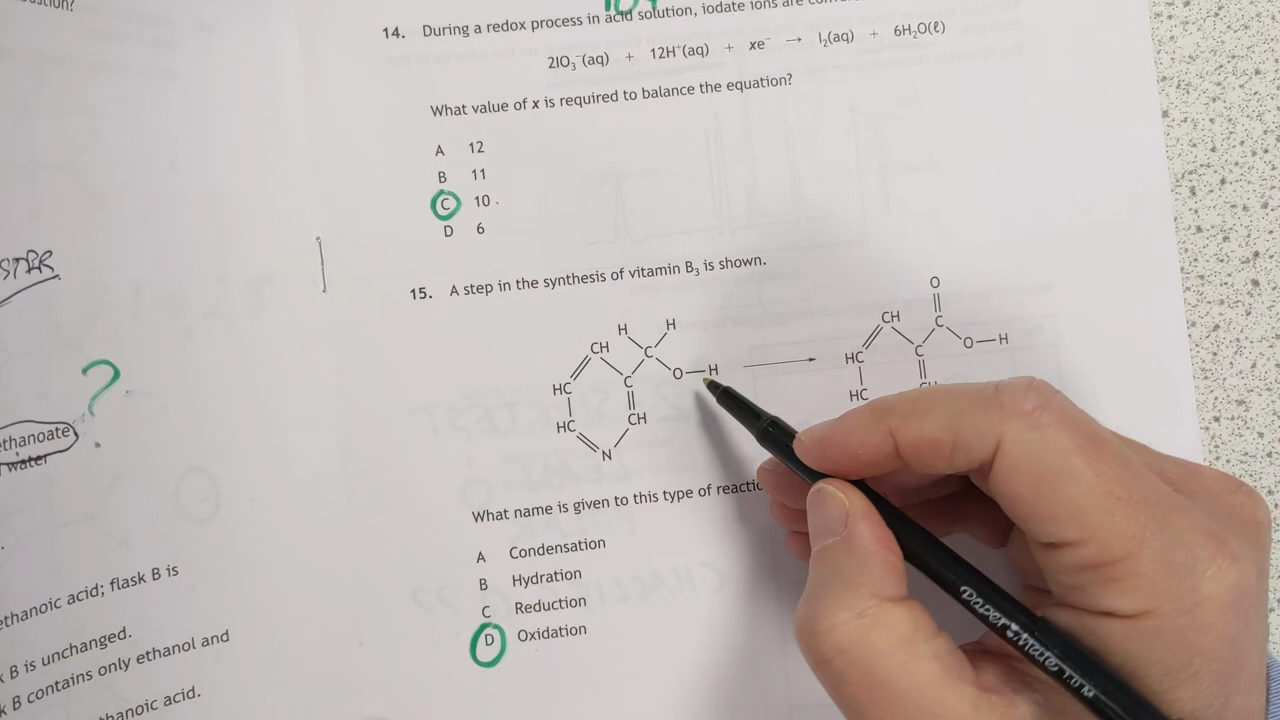 14. During a redox process in acid solution, iodate ions are
2IO₃⁻(aq) + 12H⁺(aq) + xe⁻ → I₂(aq) + 6H₂O(ℓ)
What value of x is required to balance the equation?
A 12
B 11
C 10
D 6
15. A step in the synthesis of vitamin B₃ is shown.
H H
CH C
HC C O—H
HC CH
N
O
CH C
HC C O—H
HC
What name is given to this type of
A Condensation
B Hydration
C Reduction
D Oxidation
?
water
ethanoic acid; flask B is
B is unchanged.
B contains only ethanol and
acid.
Paper Mate 1.0 M